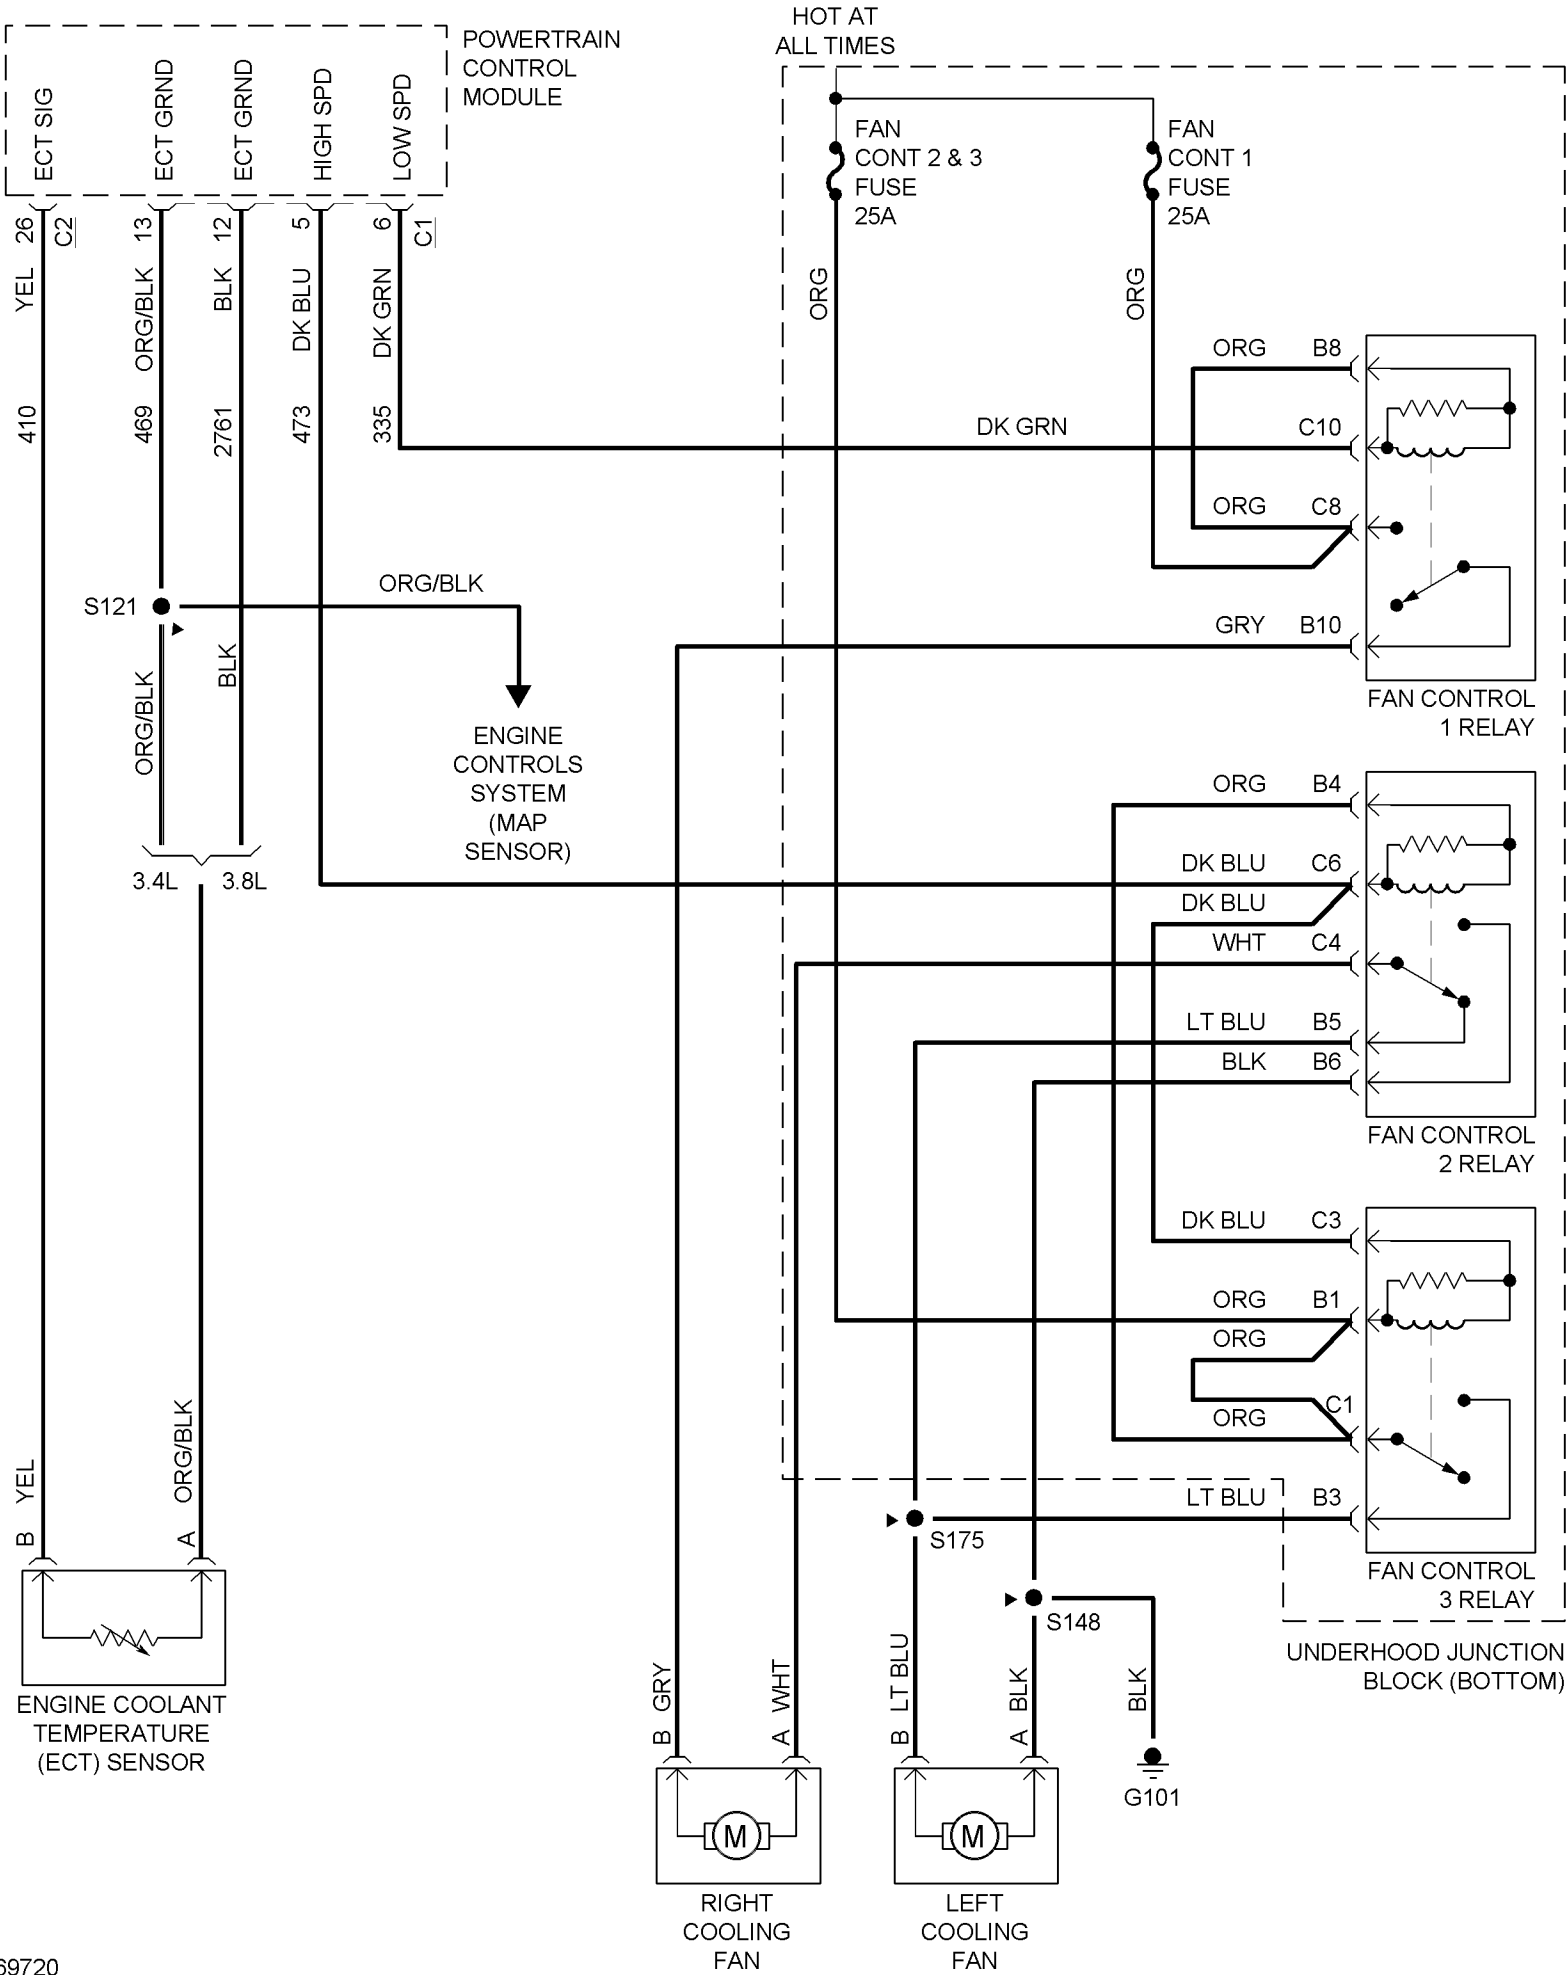 HOT AT
ALL TIMES
POWERTRAIN
CONTROL
MODULE
ECT SIG
ECT GRND
ECT GRND
HIGH SPD
LOW SPD
26
C2
13
12
5
6
C1
YEL
ORG/BLK
BLK
DK BLU
DK GRN
410
469
2761
473
335
FAN
CONT 2 & 3
FUSE
25A
FAN
CONT 1
FUSE
25A
ORG
ORG
ORG B8
DK GRN C10
ORG C8
GRY B10
FAN CONTROL
1 RELAY
S121
ORG/BLK
ORG/BLK
BLK
ENGINE
CONTROLS
SYSTEM
(MAP
SENSOR)
3.4L 3.8L
ORG B4
DK BLU C6
DK BLU
WHT C4
LT BLU B5
BLK B6
FAN CONTROL
2 RELAY
DK BLU C3
ORG B1
ORG
C1
ORG
LT BLU B3
FAN CONTROL
3 RELAY
S175
S148
UNDERHOOD JUNCTION
BLOCK (BOTTOM)
YEL
B
ORG/BLK
A
ENGINE COOLANT
TEMPERATURE
(ECT) SENSOR
GRY
B
WHT
A
LT BLU
B
BLK
A
BLK
G101
M
M
RIGHT
COOLING
FAN
LEFT
COOLING
FAN
69720